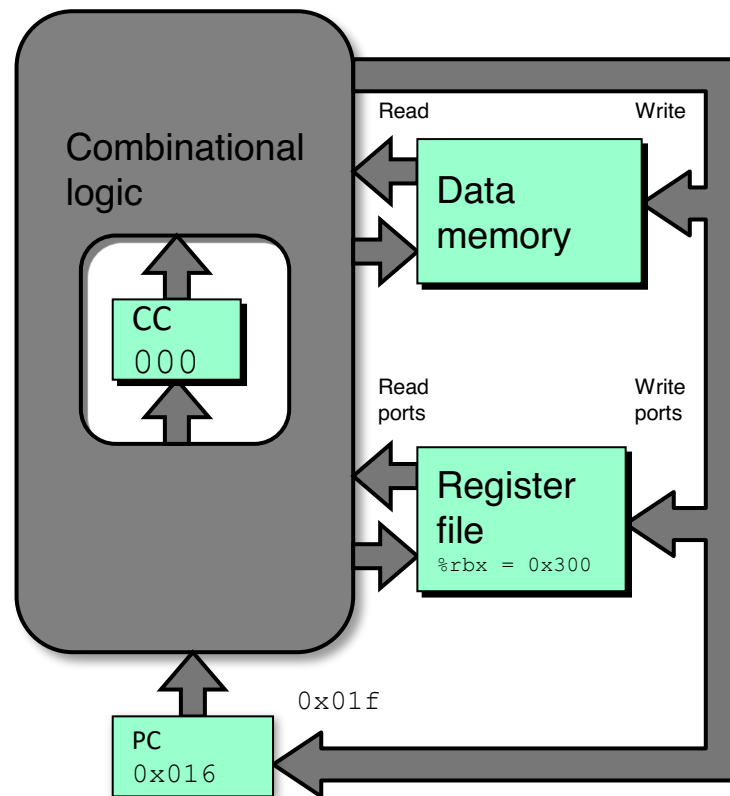 Combinational
logic
CC
000
Read
Write
Data
memory
Read
ports
Write
ports
Register
file
%rbx = 0x300
0x01f
PC
0x016